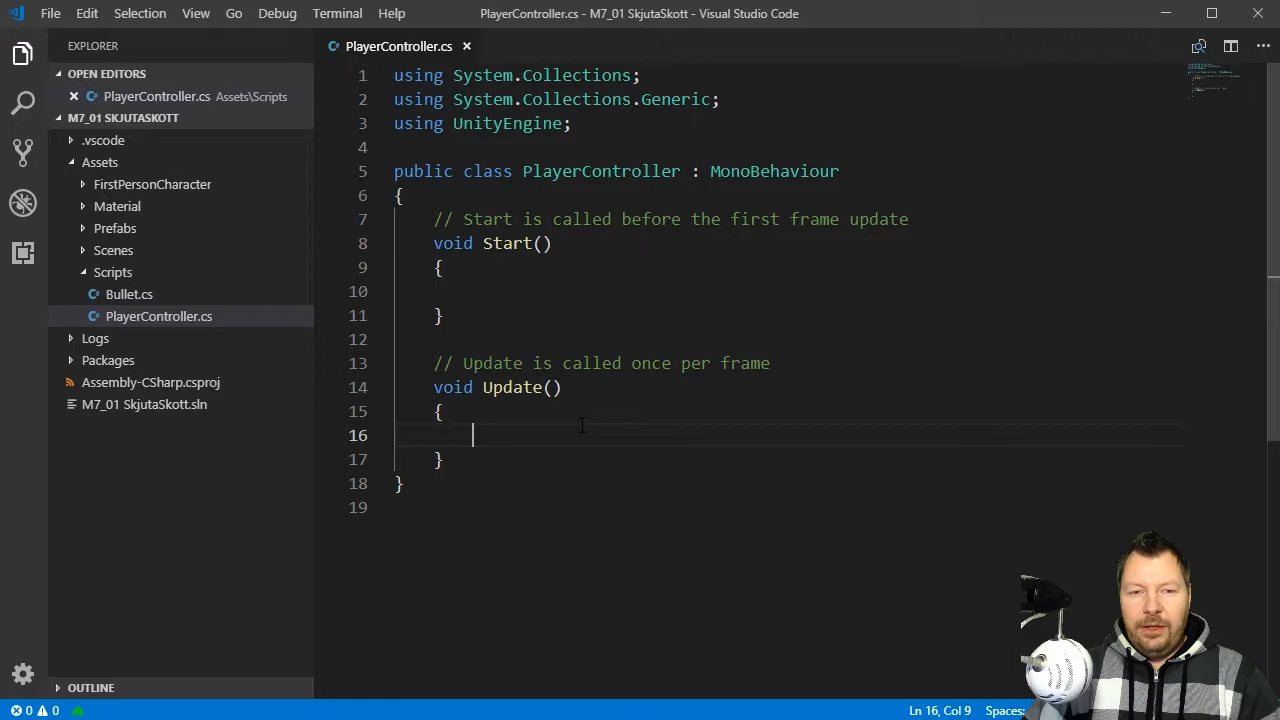 File Edit Selection View Go Debug Terminal Help
PlayerController.cs - M7_01 SkjutaSkott - Visual Studio Code
EXPLORER
OPEN EDITORS
PlayerController.cs Assets\Scripts
M7_01 SKJUTASKOTT
.vscode
Assets
FirstPersonCharacter
Material
Prefabs
Scenes
Scripts
Bullet.cs
PlayerController.cs
Logs
Packages
Assembly-CSharp.csproj
M7_01 SkjutaSkott.sln
OUTLINE
PlayerController.cs
1 using System.Collections;
2 using System.Collections.Generic;
3 using UnityEngine;
4
5 public class PlayerController : MonoBehaviour
6 {
7 // Start is called before the first frame update
8 void Start()
9 {
10
11 }
12
13 // Update is called once per frame
14 void Update()
15 {
16
17 }
18 }
19
0 0
Ln 16, Col 9 Spaces: